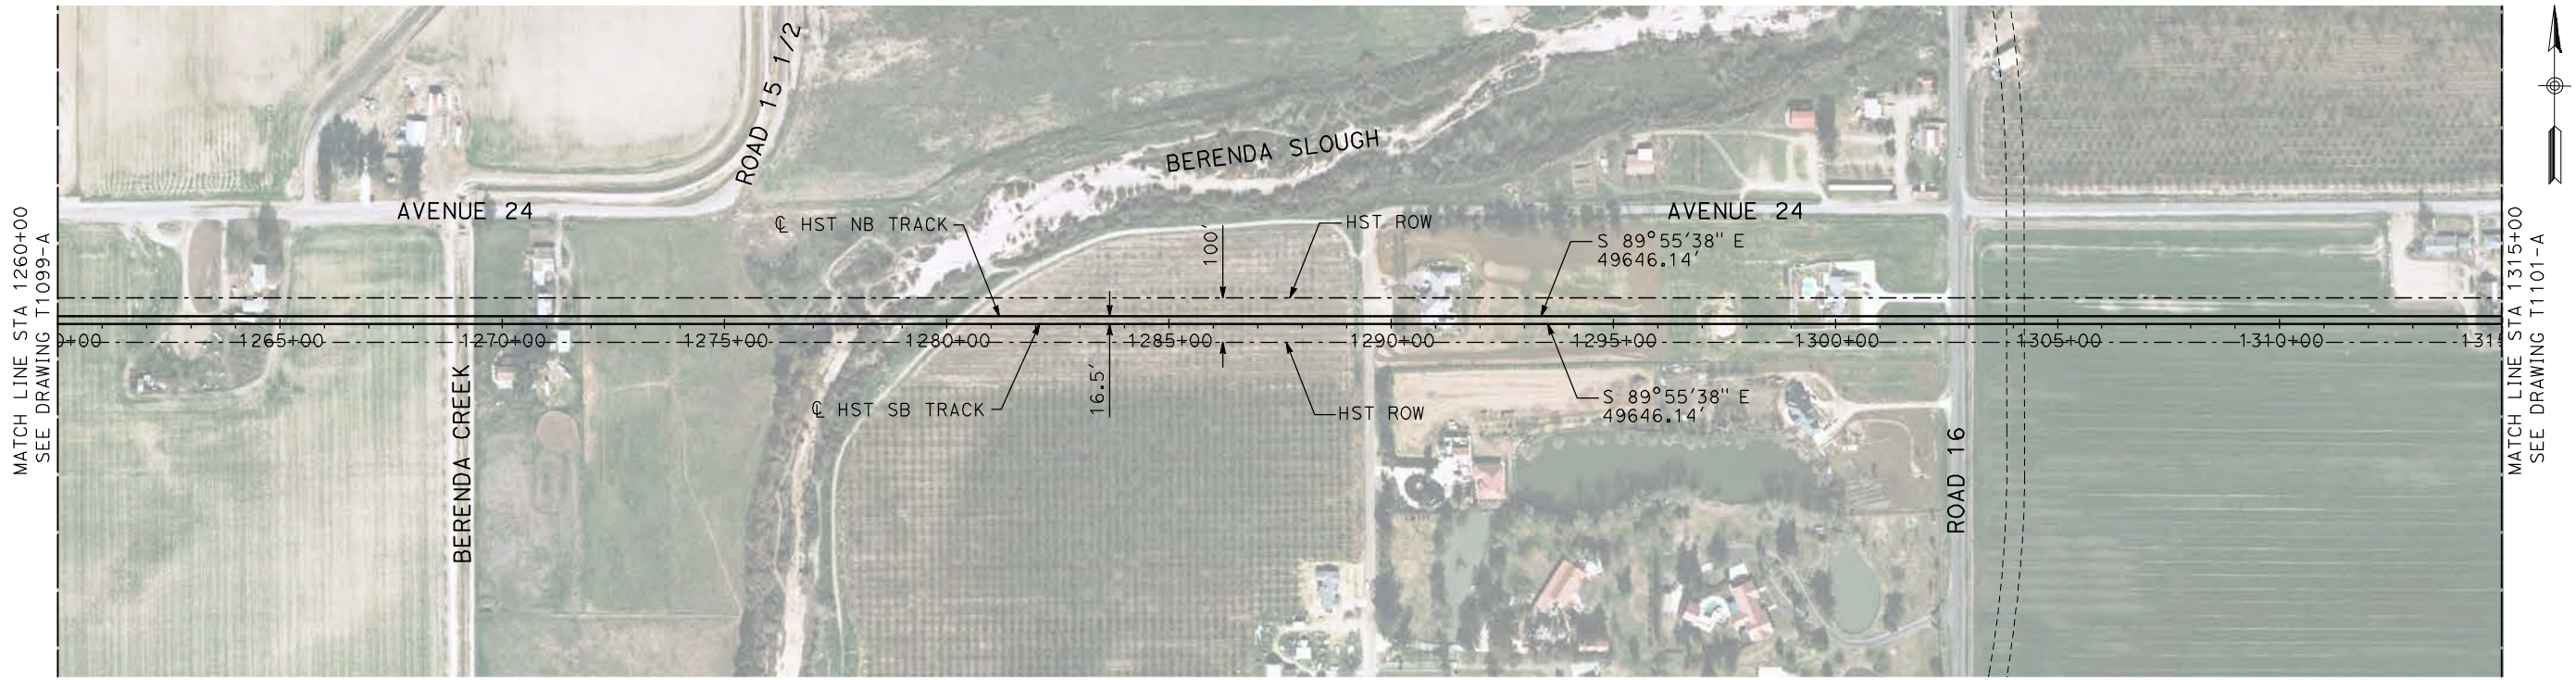 MATCH LINE STA 1260+00
SEE DRAWING T1099-A
ROAD 15 1/2
AVENUE 24
BERENDA SLOUGH
AVENUE 24
℄ HST NB TRACK
100'
HST ROW
S 89°55'38" E
49646.14'
0+00 1265+00 1270+00 1275+00 1280+00 1285+00 1290+00 1295+00 1300+00 1305+00 1310+00 1315
16.5'
℄ HST SB TRACK
HST ROW
S 89°55'38" E
49646.14'
BERENDA CREEK
ROAD 16
MATCH LINE STA 1315+00
SEE DRAWING T1101-A